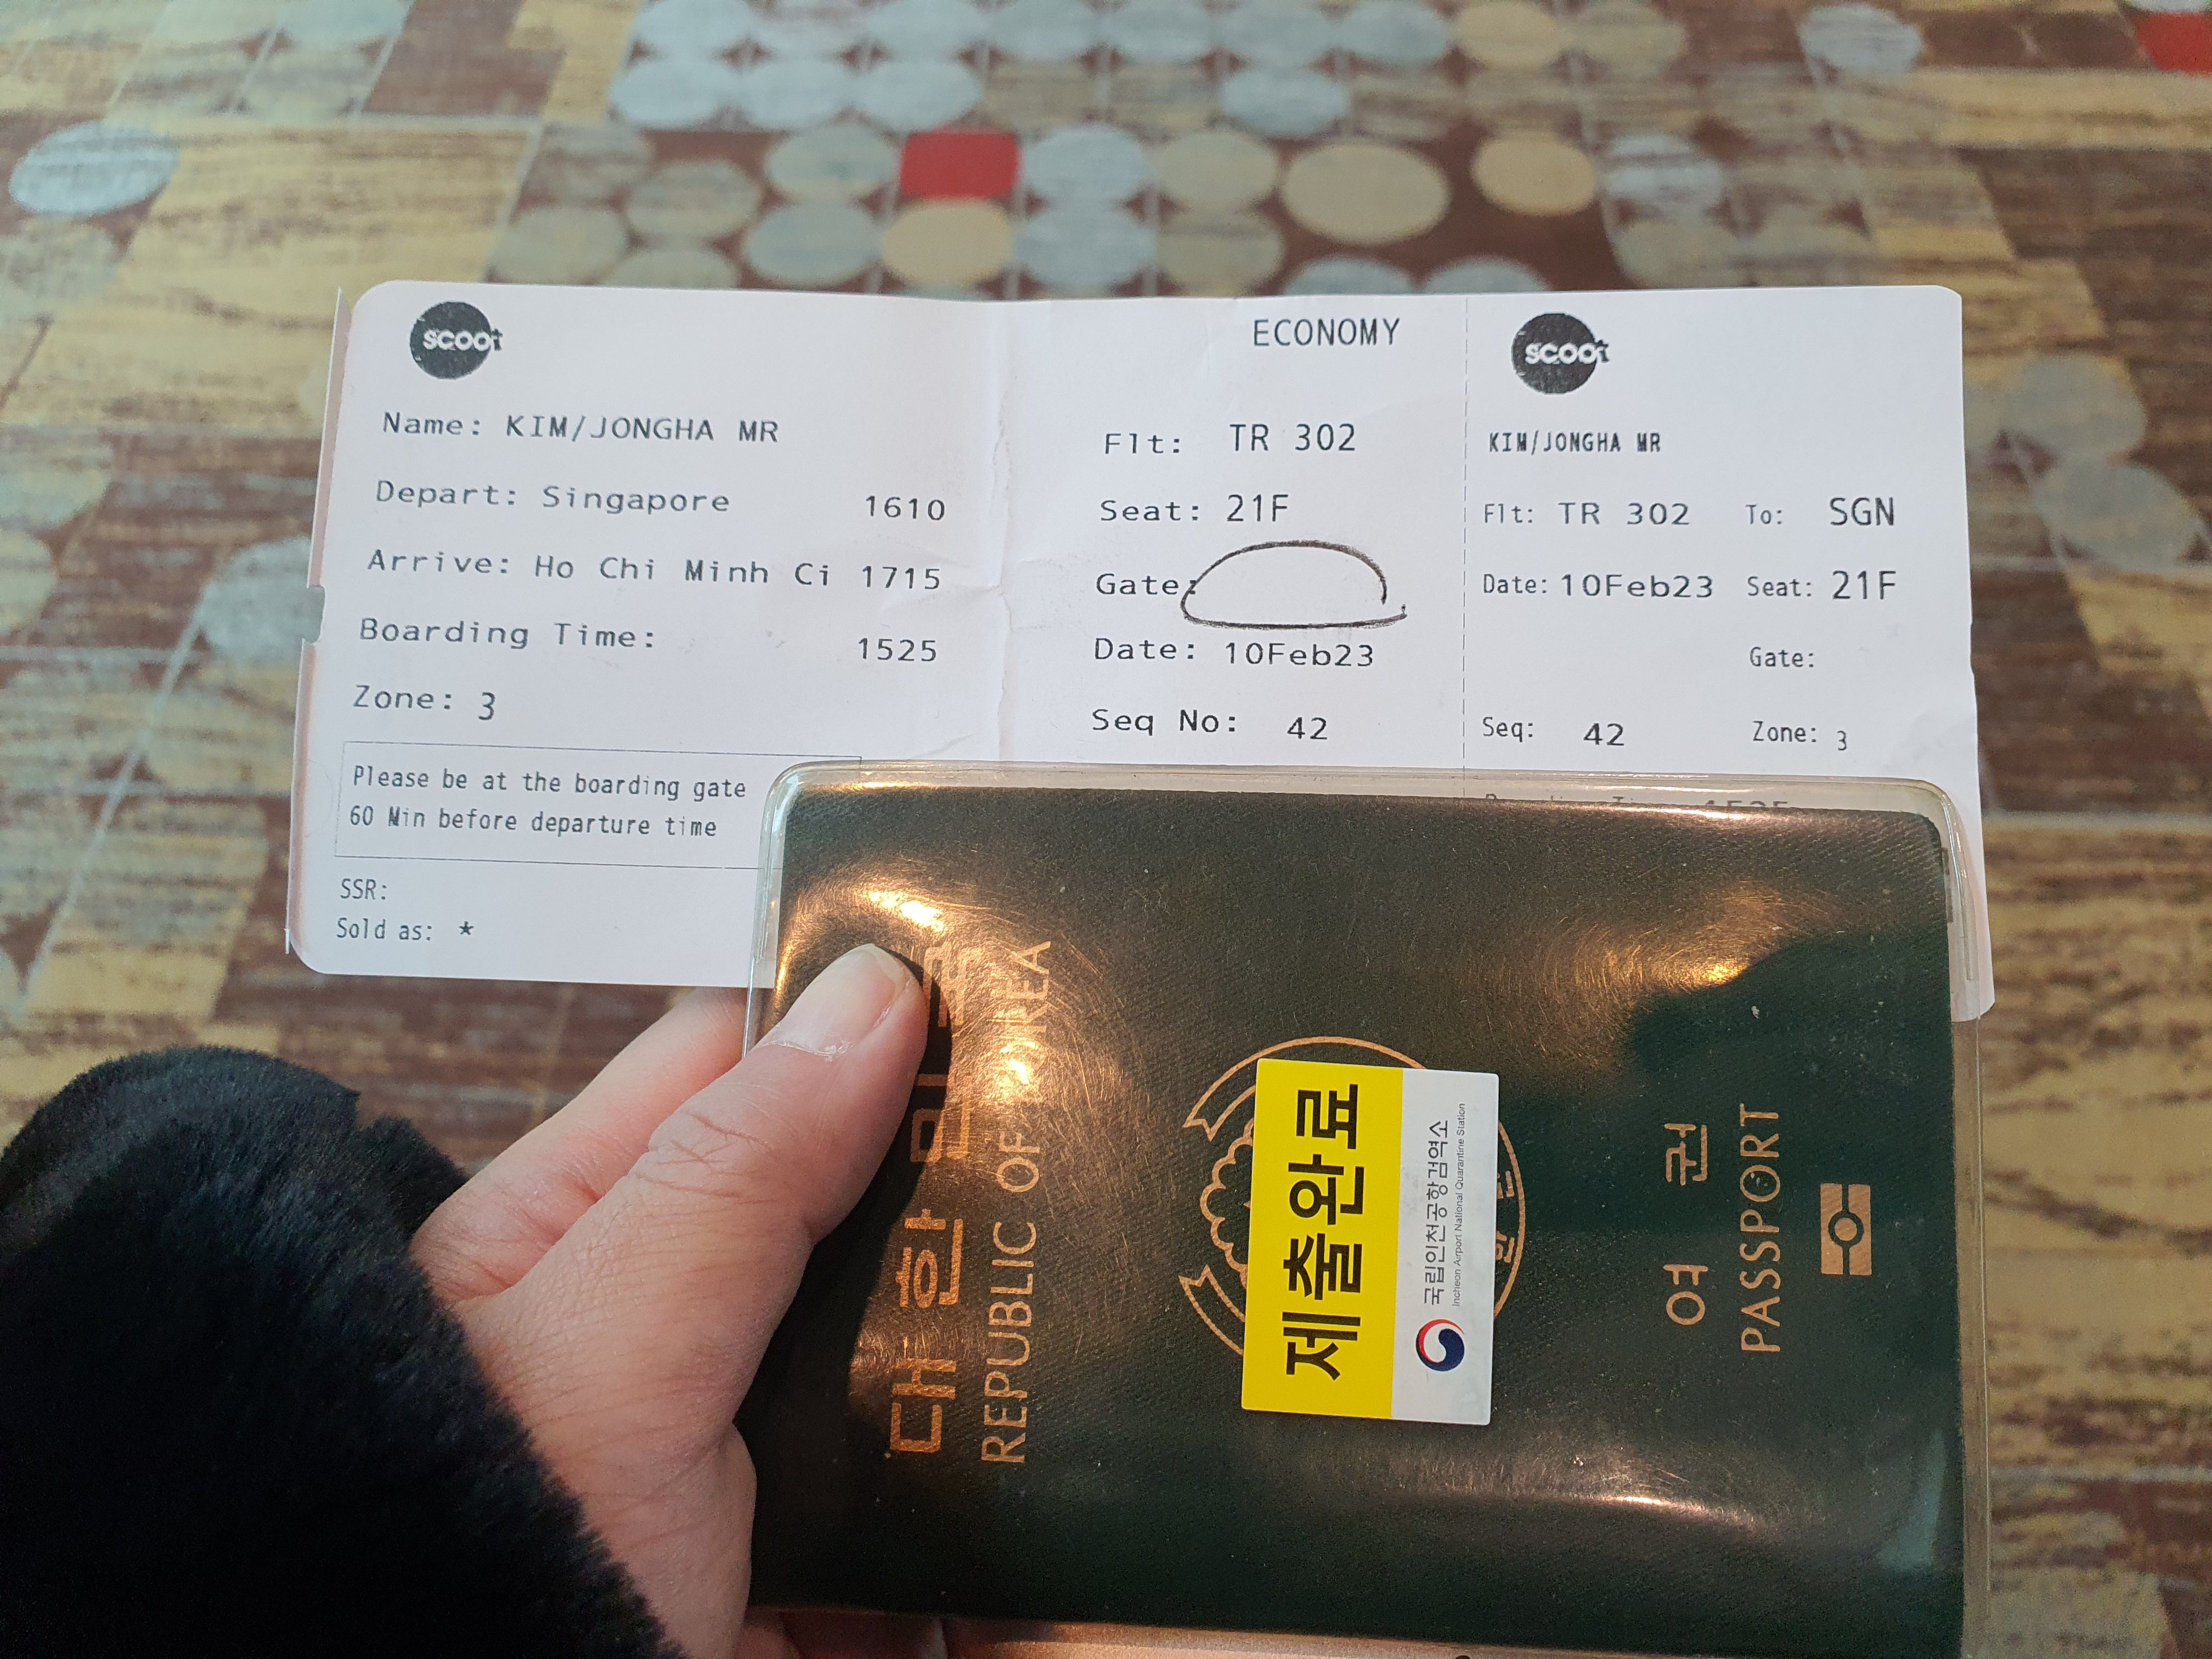 scoot
ECONOMY
Name: KIM/JONGHA MR
Flt: TR 302
Depart: Singapore 1610
Seat: 21F
Arrive: Ho Chi Minh Ci 1715
Gate:
Boarding Time: 1525
Date: 10Feb23
Zone: 3
Seq No: 42
Please be at the boarding gate
60 Min before departure time
SSR:
Sold as: *
scoot
KIM/JONGHA MR
Flt: TR 302 To: SGN
Date: 10Feb23 Seat: 21F
Gate:
Seq: 42 Zone: 3
대한민국
REPUBLIC OF KOREA
제출완료
국립인천공항검역소
Incheon Airport National Quarantine Station
여권
PASSPORT